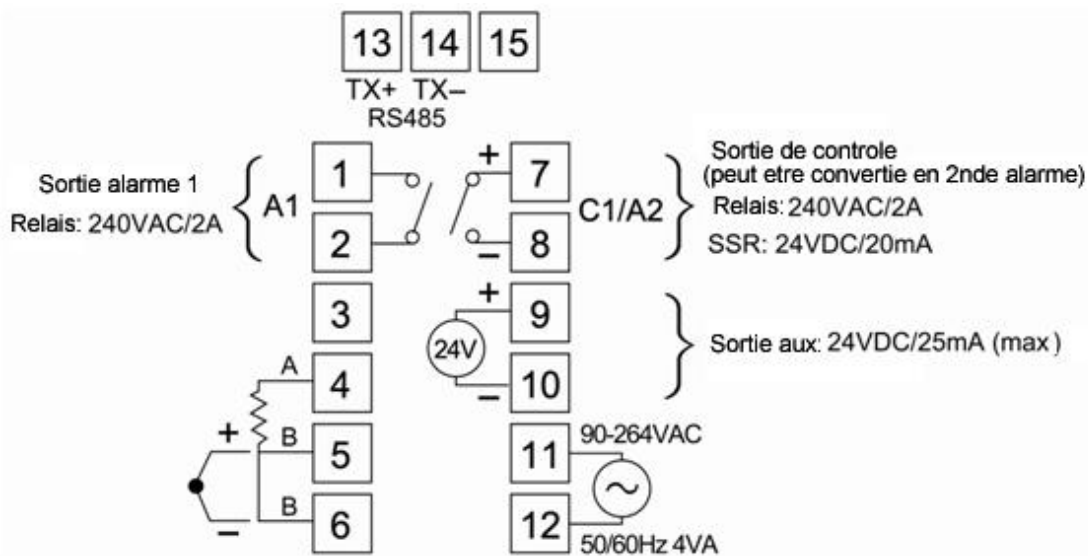 13 14 15
TX+ TX–
RS485
Sortie alarme 1
Relais: 240VAC/2A
A1
1
2
3
A 4
+ B 5
– B 6
+ 7
– 8
C1/A2
Sortie de controle
(peut etre convertie en 2nde alarme)
Relais: 240VAC/2A
SSR: 24VDC/20mA
+ 9
24V
– 10
Sortie aux: 24VDC/25mA (max)
11 90-264VAC
12 50/60Hz 4VA